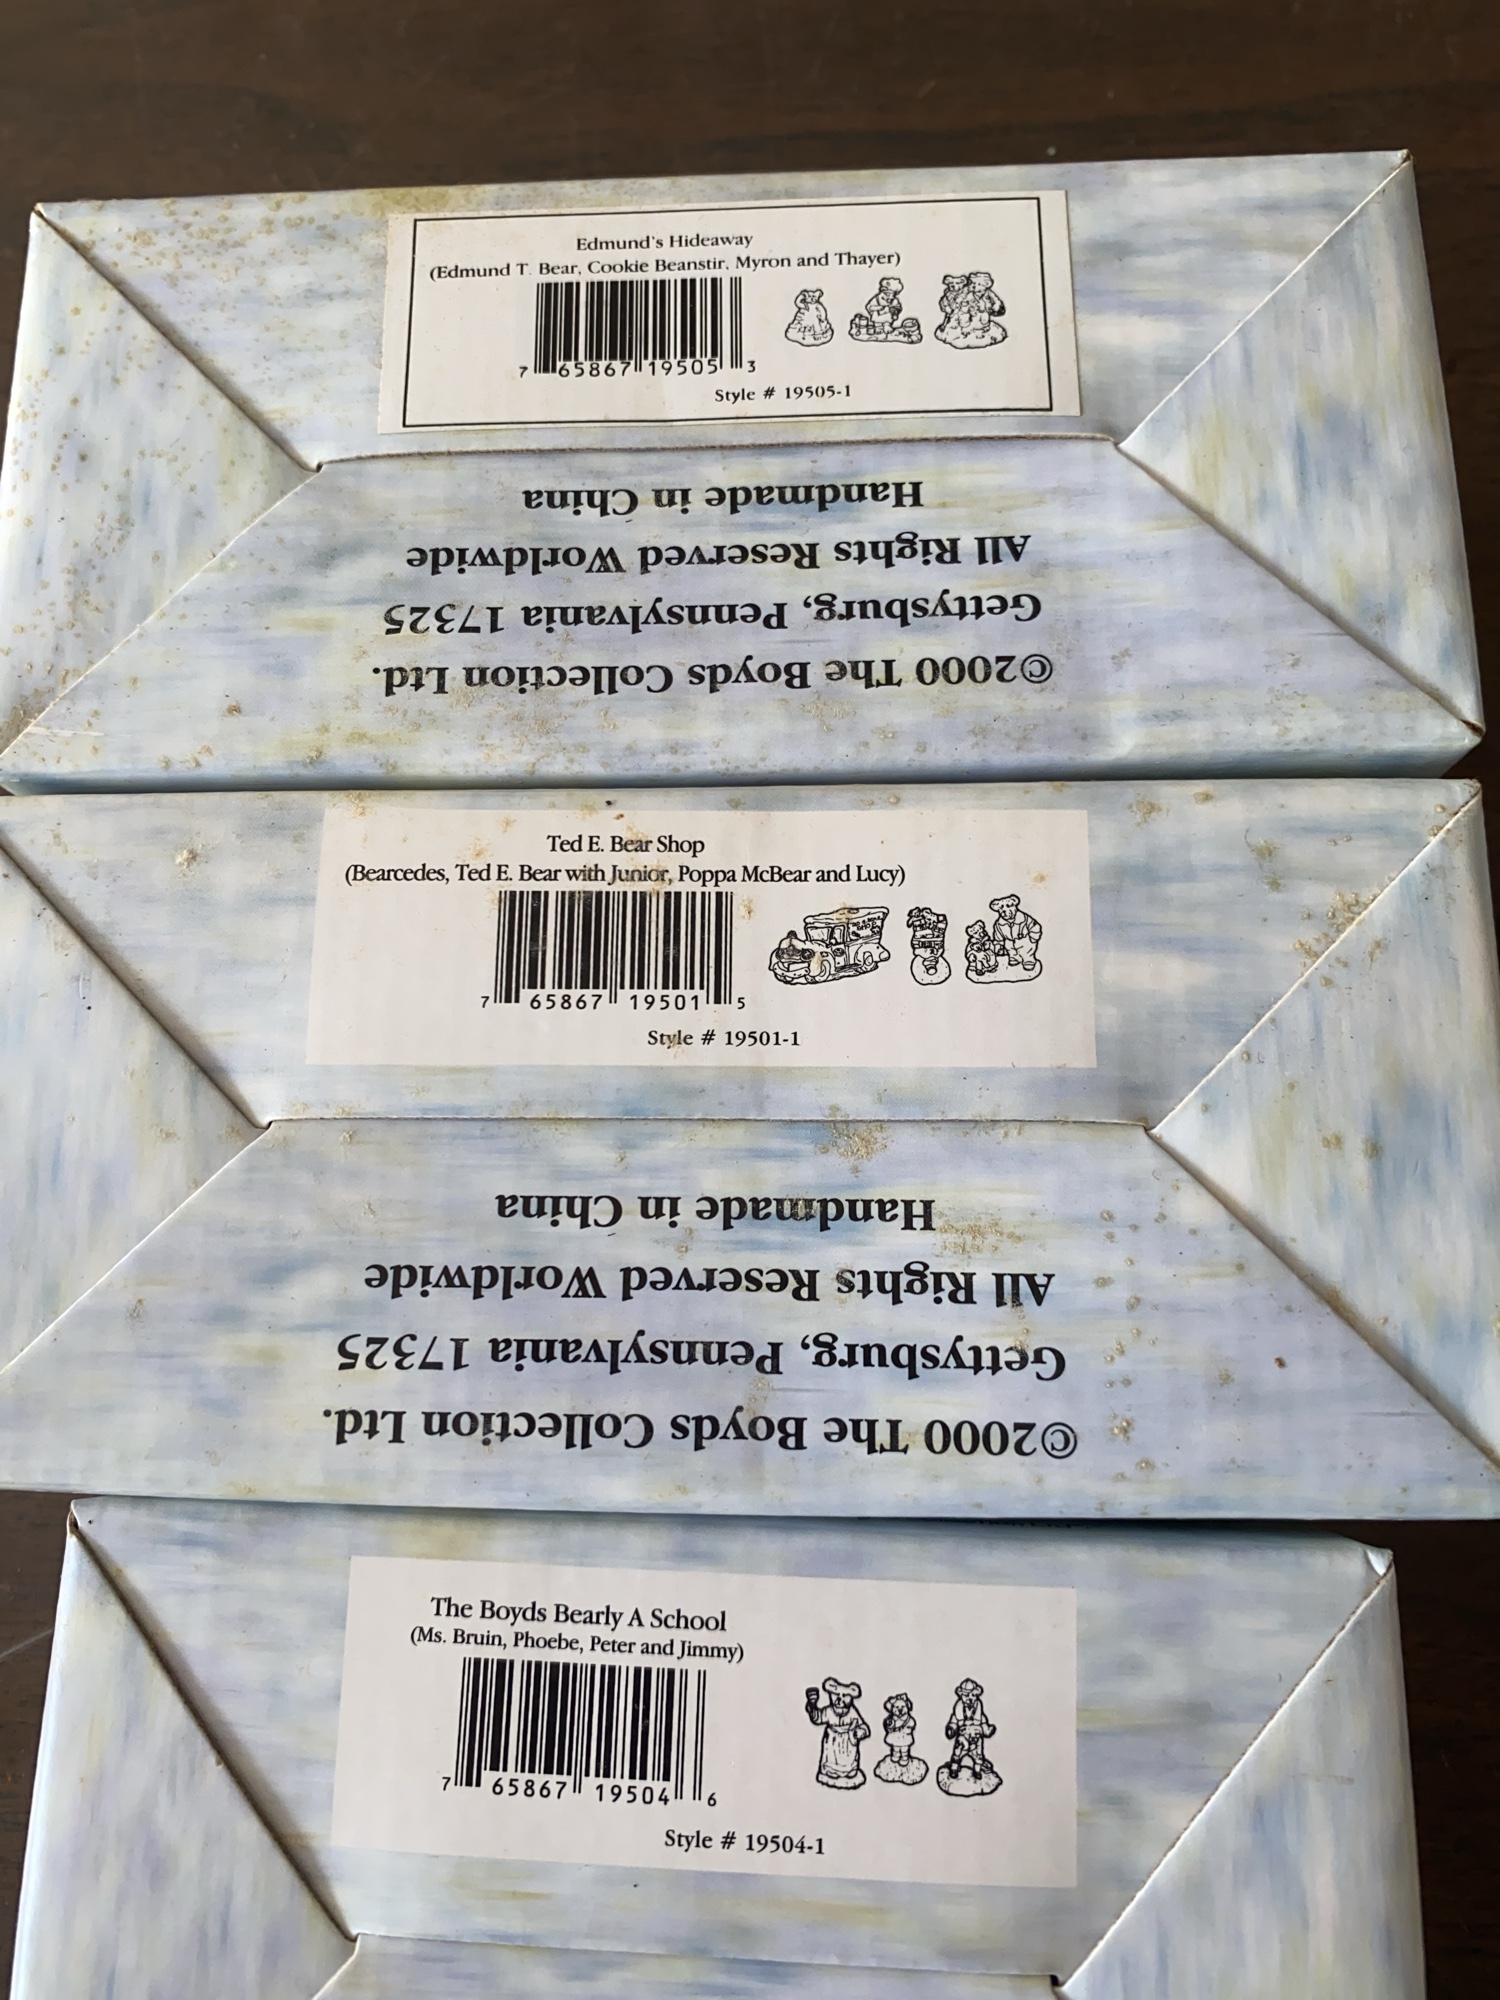 Edmund's Hideaway
(Edmund T. Bear, Cookie Beanstir, Myron and Thayer)
7 65867 19505 3
Style # 19505-1
©2000 The Boyds Collection Ltd.
Gettysburg, Pennsylvania 17325
All Rights Reserved Worldwide
Handmade in China
Ted E. Bear Shop
(Bearcedes, Ted E. Bear with Junior, Poppa McBear and Lucy)
7 65867 19501 5
Style # 19501-1
©2000 The Boyds Collection Ltd.
Gettysburg, Pennsylvania 17325
All Rights Reserved Worldwide
Handmade in China
The Boyds Bearly A School
(Ms. Bruin, Phoebe, Peter and Jimmy)
7 65867 19504 6
Style # 19504-1